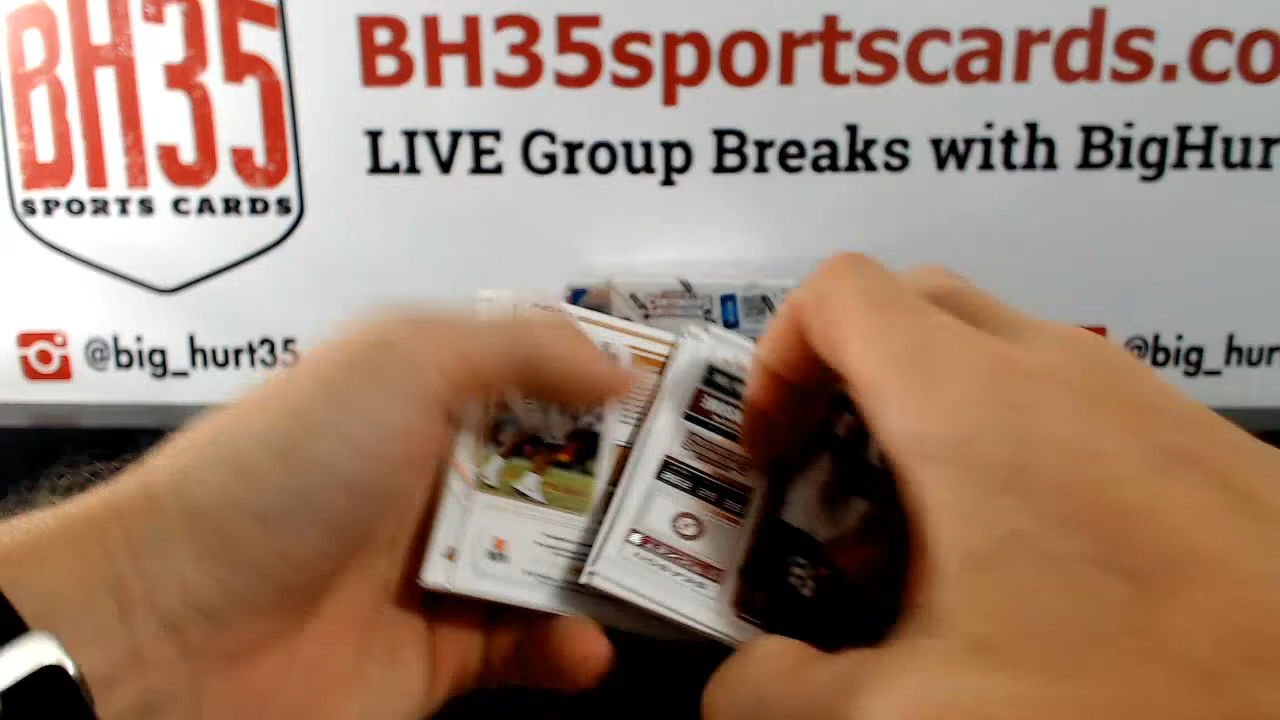 BH35
SPORTS CARDS
BH35sportscards.co
LIVE Group Breaks with BigHur
@big_hurt35
@big_hur